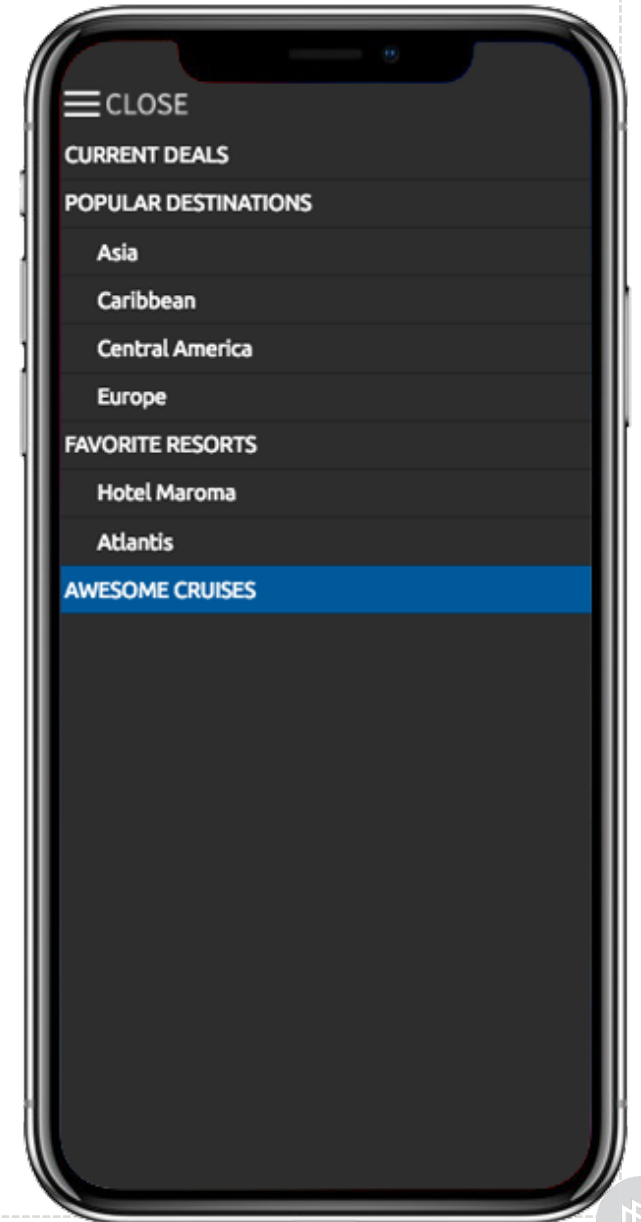 CLOSE
CURRENT DEALS
POPULAR DESTINATIONS
Asia
Caribbean
Central America
Europe
FAVORITE RESORTS
Hotel Maroma
Atlantis
AWESOME CRUISES